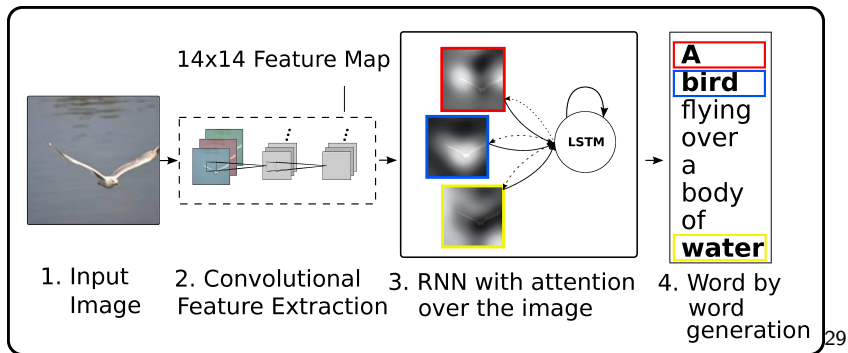 14x14 Feature Map
LSTM
A
bird
flying
over
a
body
of
water
1. Input
Image
2. Convolutional
Feature Extraction
3. RNN with attention
over the image
4. Word by
word
generation
29